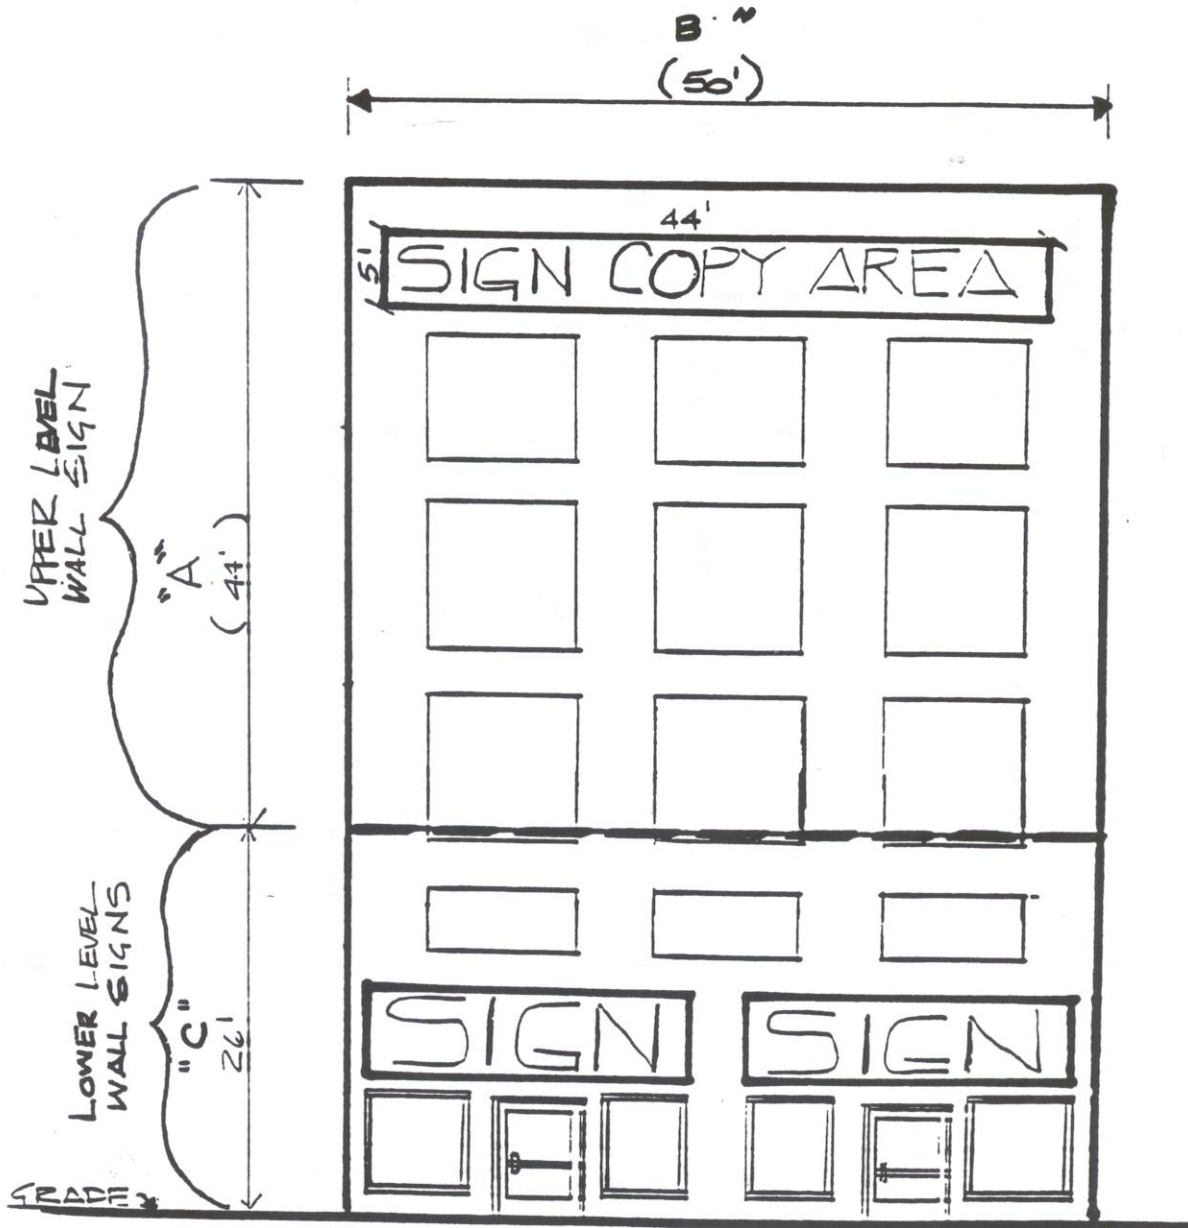 B "
(50')
44'
5'
SIGN COPY AREA
UPPER LEVEL
WALL SIGN
"A"
(44')
LOWER LEVEL
WALL SIGNS
"C"
26'
SIGN SIGN
GRADE